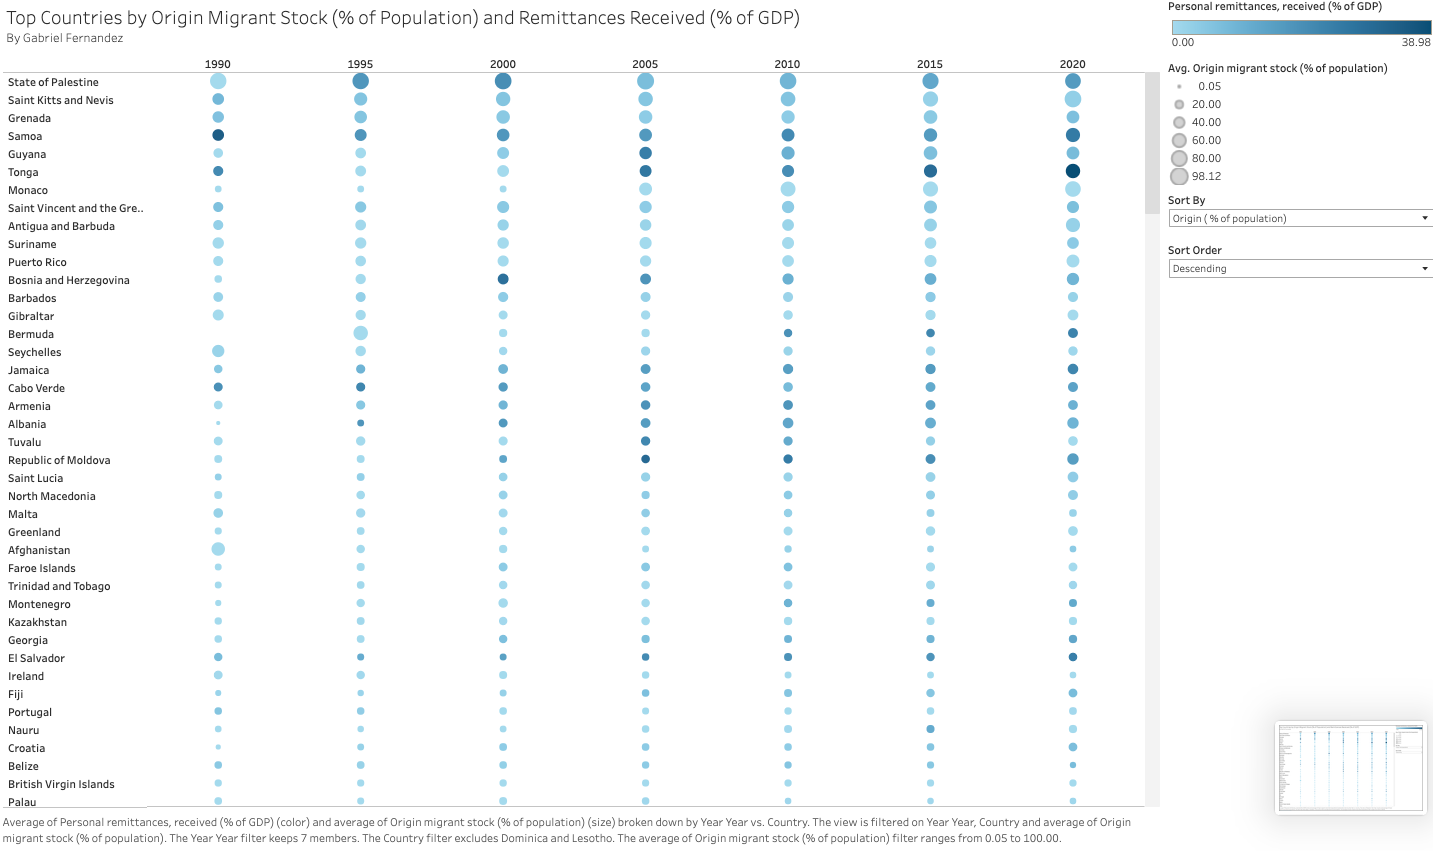 Top Countries by Origin Migrant Stock (% of Population) and Remittances Received (% of GDP)
By Gabriel Fernandez
1990 1995 2000 2005 2010 2015 2020
State of Palestine
Saint Kitts and Nevis
Grenada
Samoa
Guyana
Tonga
Monaco
Saint Vincent and the Gre..
Antigua and Barbuda
Suriname
Puerto Rico
Bosnia and Herzegovina
Barbados
Gibraltar
Bermuda
Seychelles
Jamaica
Cabo Verde
Armenia
Albania
Tuvalu
Republic of Moldova
Saint Lucia
North Macedonia
Malta
Greenland
Afghanistan
Faroe Islands
Trinidad and Tobago
Montenegro
Kazakhstan
Georgia
El Salvador
Ireland
Fiji
Portugal
Nauru
Croatia
Belize
British Virgin Islands
Palau
Average of Personal remittances, received (% of GDP) (color) and average of Origin migrant stock (% of population) (size) broken down by Year Year vs. Country. The view is filtered on Year Year, Country and average of Origin
migrant stock (% of population). The Year Year filter keeps 7 members. The Country filter excludes Dominica and Lesotho. The average of Origin migrant stock (% of population) filter ranges from 0.05 to 100.00.
Personal remittances, received (% of GDP)
0.00 38.98
Avg. Origin migrant stock (% of population)
0.05
20.00
40.00
60.00
80.00
98.12
Sort By
Origin ( % of population)
Sort Order
Descending